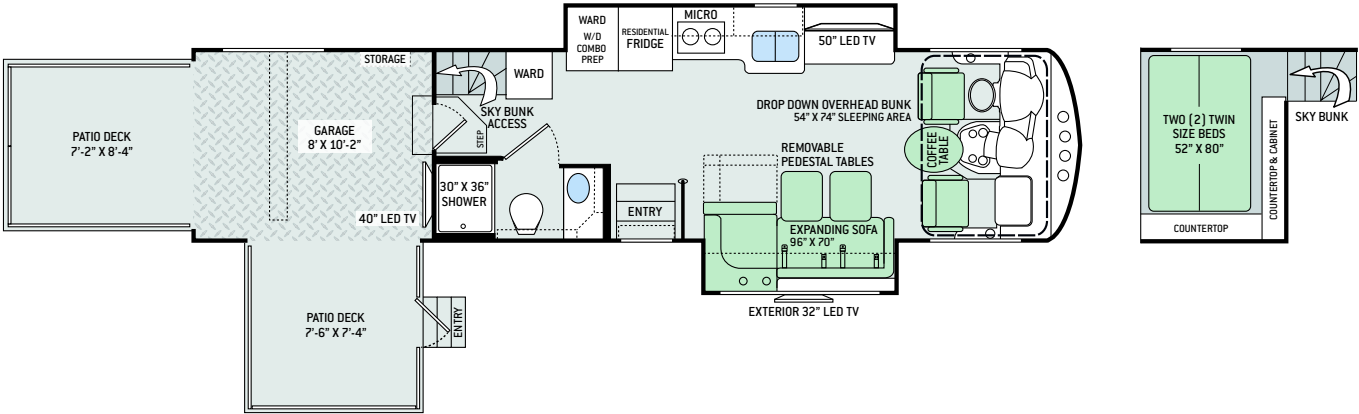 PATIO DECK
7'-2" X 8'-4"
STORAGE
GARAGE
8' X 10'-2"
40" LED TV
PATIO DECK
7'-6" X 7'-4"
ENTRY
WARD
SKY BUNK
ACCESS
STEP
30" X 36"
SHOWER
WARD
W/D
COMBO
PREP
RESIDENTIAL
FRIDGE
MICRO
50" LED TV
DROP DOWN OVERHEAD BUNK
54" X 74" SLEEPING AREA
REMOVABLE
PEDESTAL TABLES
COFFEE
TABLE
ENTRY
EXPANDING SOFA
96" X 70"
EXTERIOR 32" LED TV
TWO (2) TWIN
SIZE BEDS
52" X 80"
COUNTERTOP & CABINET
COUNTERTOP
SKY BUNK